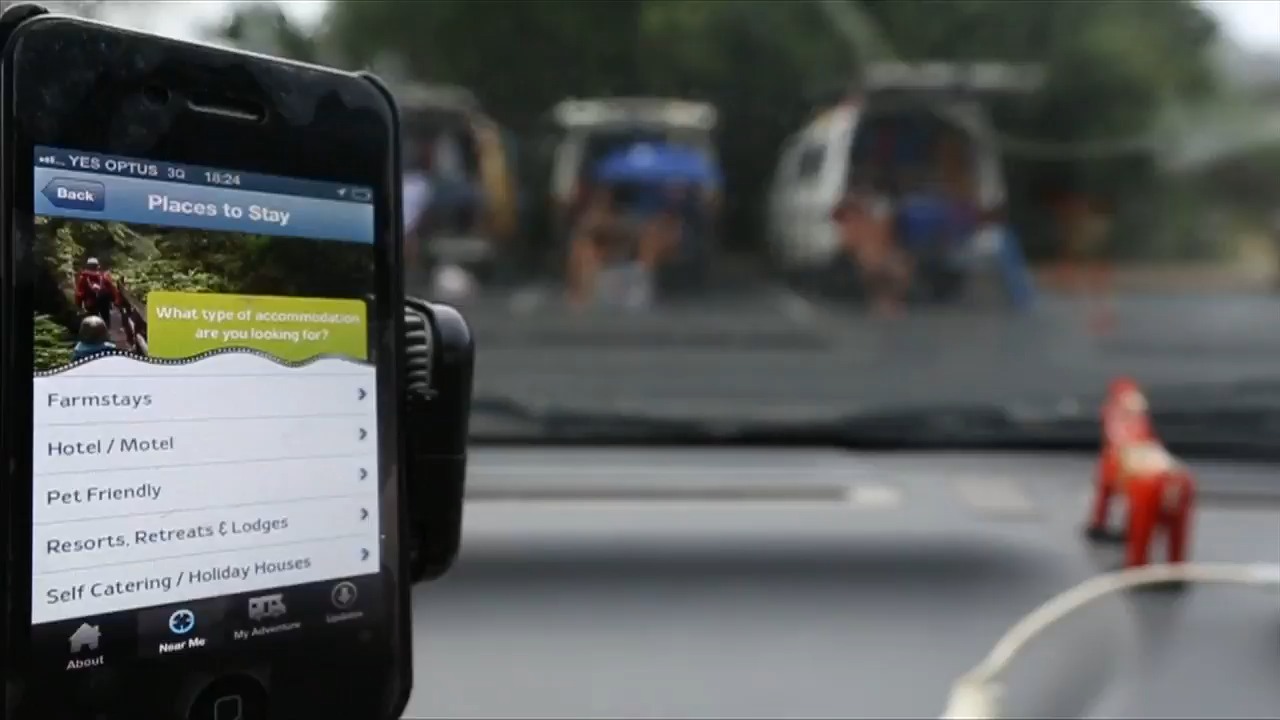 YES OPTUS 3G 18:24
Back
Places to Stay
What type of accommodation
are you looking for?
Farmstays
Hotel / Motel
Pet Friendly
Resorts, Retreats & Lodges
Self Catering / Holiday Houses
About
Near Me
My Adventure
Updates